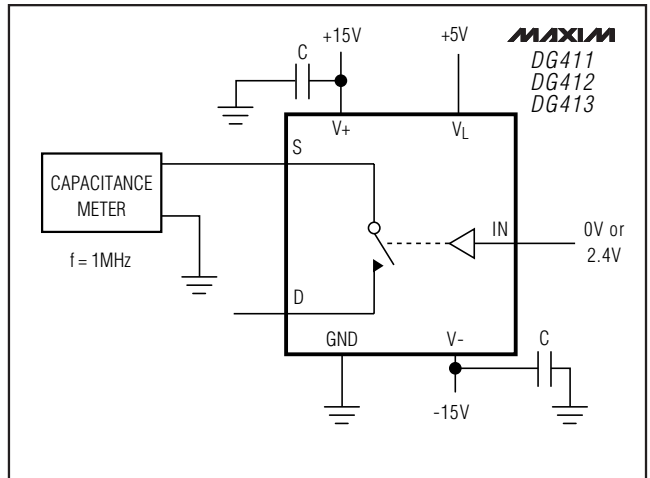 +15V
+5V
MAXIM
DG411
DG412
DG413
C
V+
VL
S
CAPACITANCE
METER
f = 1MHz
IN
0V or
2.4V
D
GND
V-
C
-15V